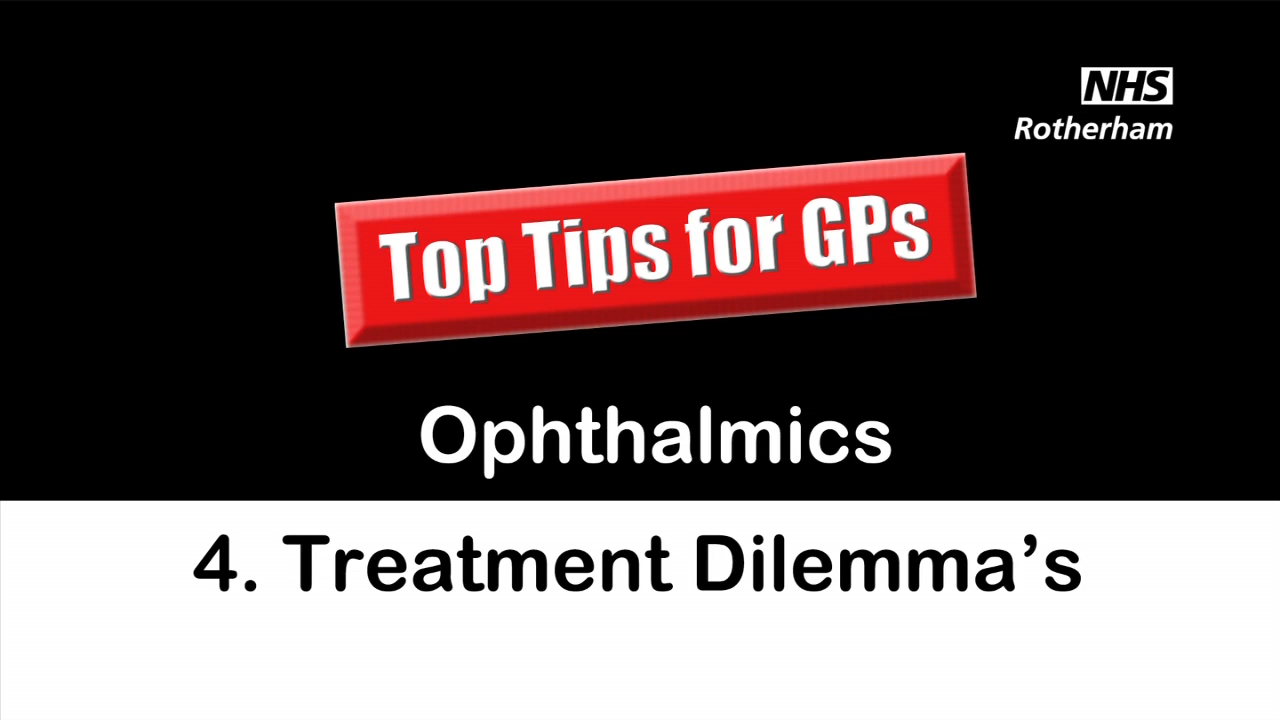 NHS
Rotherham
Top Tips for GPs
Ophthalmics
4. Treatment Dilemma’s